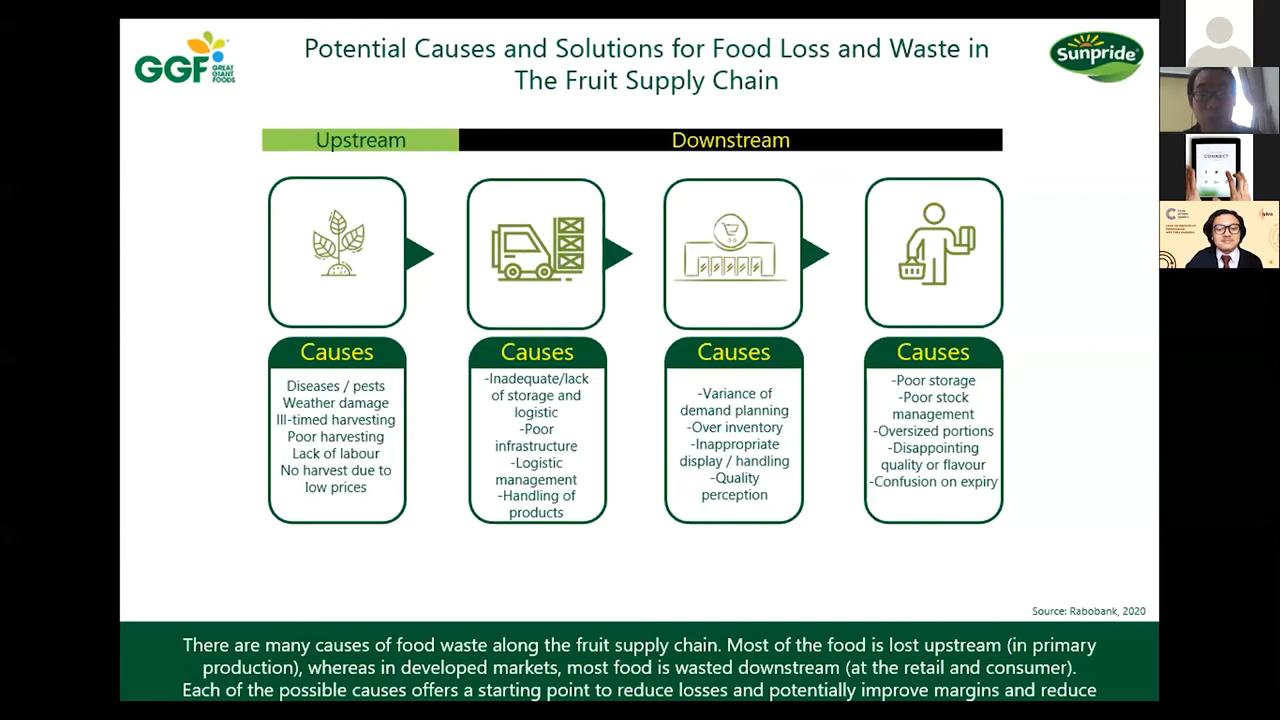 GGF GREAT GIANT FOODS
Potential Causes and Solutions for Food Loss and Waste in
The Fruit Supply Chain
Sunpride
Upstream
Downstream
Causes
Diseases / pests
Weather damage
Ill-timed harvesting
Poor harvesting
Lack of labour
No harvest due to
low prices
Causes
-Inadequate/lack
of storage and
logistic
-Poor
infrastructure
-Logistic
management
-Handling of
products
Causes
-Variance of
demand planning
-Over inventory
-Inappropriate
display / handling
-Quality
perception
Causes
-Poor storage
-Poor stock
management
-Oversized portions
-Disappointing
quality or flavour
-Confusion on expiry
Source: Rabobank, 2020
There are many causes of food waste along the fruit supply chain. Most of the food is lost upstream (in primary
production), whereas in developed markets, most food is wasted downstream (at the retail and consumer).
Each of the possible causes offers a starting point to reduce losses and potentially improve margins and reduce
CONNECT